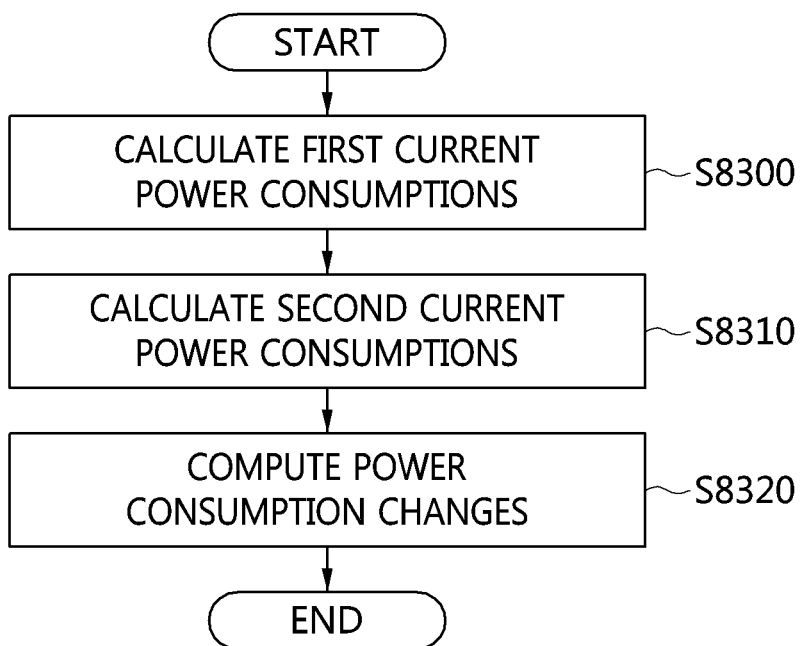 START
CALCULATE FIRST CURRENT
POWER CONSUMPTIONS
S8300
CALCULATE SECOND CURRENT
POWER CONSUMPTIONS
S8310
COMPUTE POWER
CONSUMPTION CHANGES
S8320
END